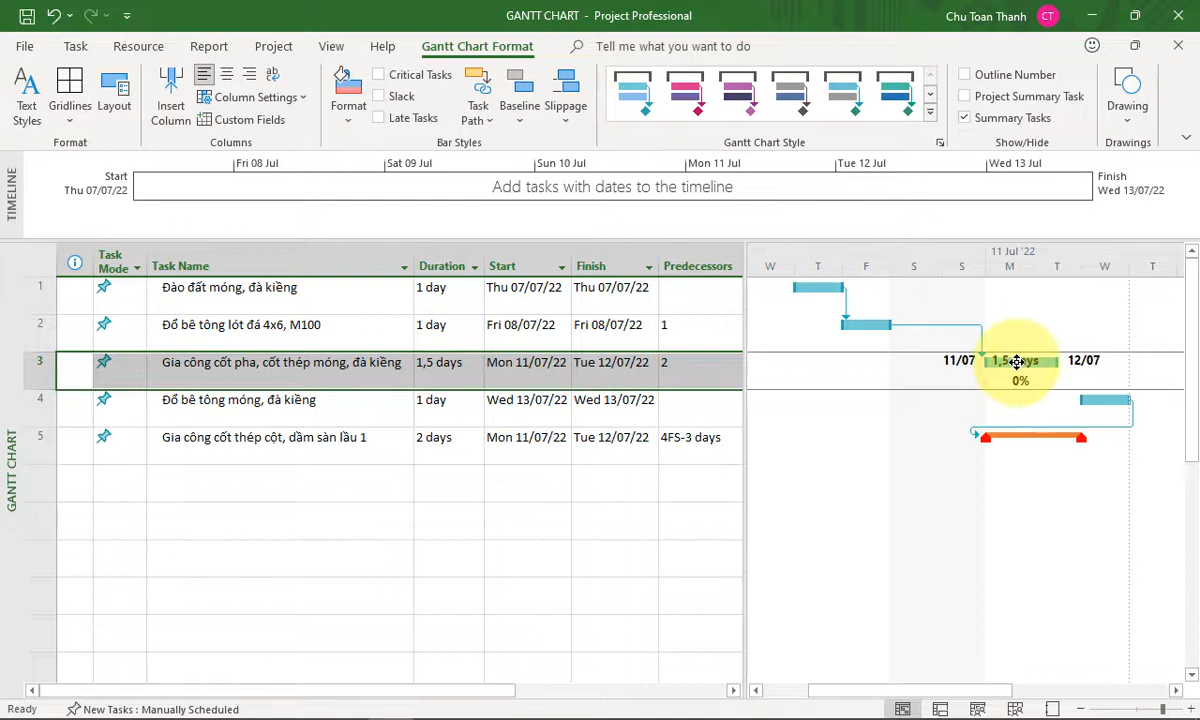 GANTT CHART - Project Professional
Chu Toan Thanh
CT
File Task Resource Report Project View Help Gantt Chart Format Tell me what you want to do
Text Styles
Gridlines
Layout
Format
Insert Column
Column Settings
Custom Fields
Columns
Format
Critical Tasks
Slack
Late Tasks
Task Path
Baseline
Slippage
Bar Styles
Gantt Chart Style
Outline Number
Project Summary Task
Summary Tasks
Show/Hide
Drawing
Drawings
TIMELINE
Fri 08 Jul Sat 09 Jul Sun 10 Jul Mon 11 Jul Tue 12 Jul Wed 13 Jul
Start
Thu 07/07/22
Add tasks with dates to the timeline
Finish
Wed 13/07/22
GANTT CHART
Task Mode Task Name Duration Start Finish Predecessors
1 Đào đất móng, đà kiềng 1 day Thu 07/07/22 Thu 07/07/22
2 Đổ bê tông lót đá 4x6, M100 1 day Fri 08/07/22 Fri 08/07/22 1
3 Gia công cốt pha, cốt thép móng, đà kiềng 1,5 days Mon 11/07/22 Tue 12/07/22 2
4 Đổ bê tông móng, đà kiềng 1 day Wed 13/07/22 Wed 13/07/22
5 Gia công cốt thép cột, dầm sàn lầu 1 2 days Mon 11/07/22 Tue 12/07/22 4FS-3 days
11 Jul '22
W T F S S M T W T
11/07 1,5 days 12/07
0%
Ready New Tasks : Manually Scheduled